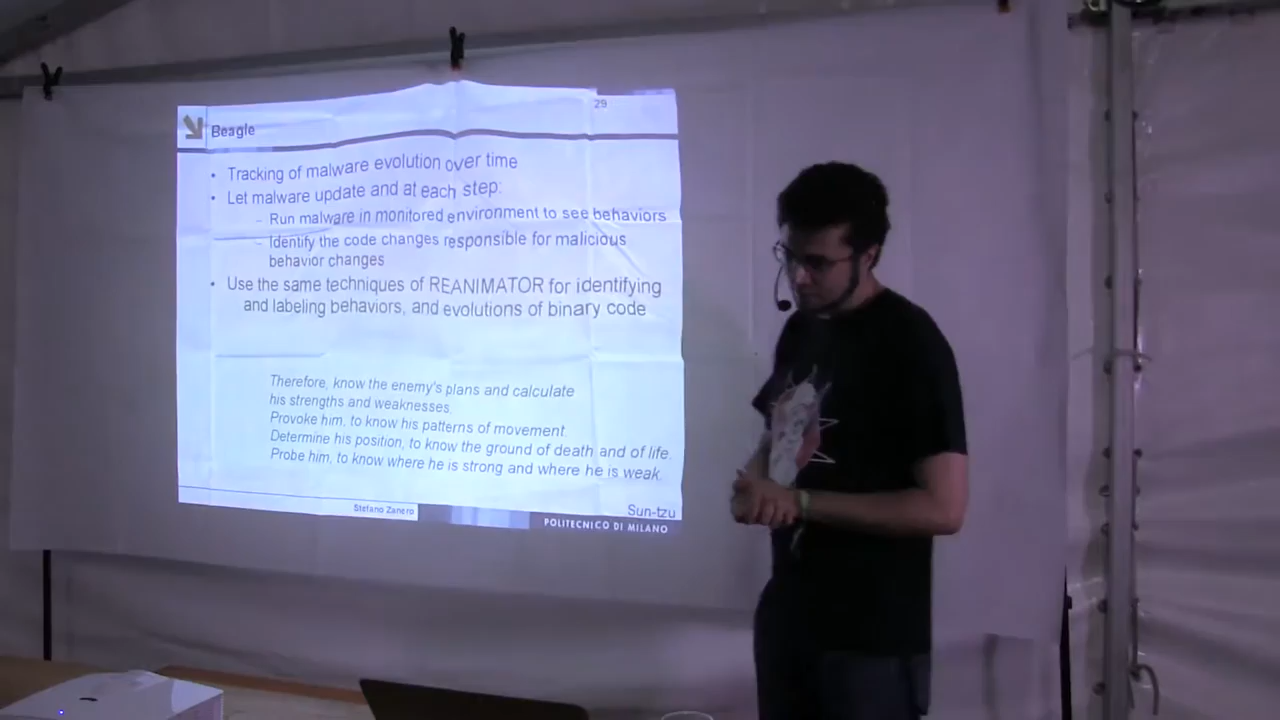 29
Beagle
• Tracking of malware evolution over time
• Let malware update and at each step:
– Run malware in monitored environment to see behaviors
– Identify the code changes responsible for malicious
behavior changes
• Use the same techniques of REANIMATOR for identifying
and labeling behaviors, and evolutions of binary code
Therefore, know the enemy's plans and calculate
his strengths and weaknesses.
Provoke him, to know his patterns of movement.
Determine his position, to know the ground of death and of life.
Probe him, to know where he is strong and where he is weak.
Sun-tzu
Stefano Zanero
POLITECNICO DI MILANO